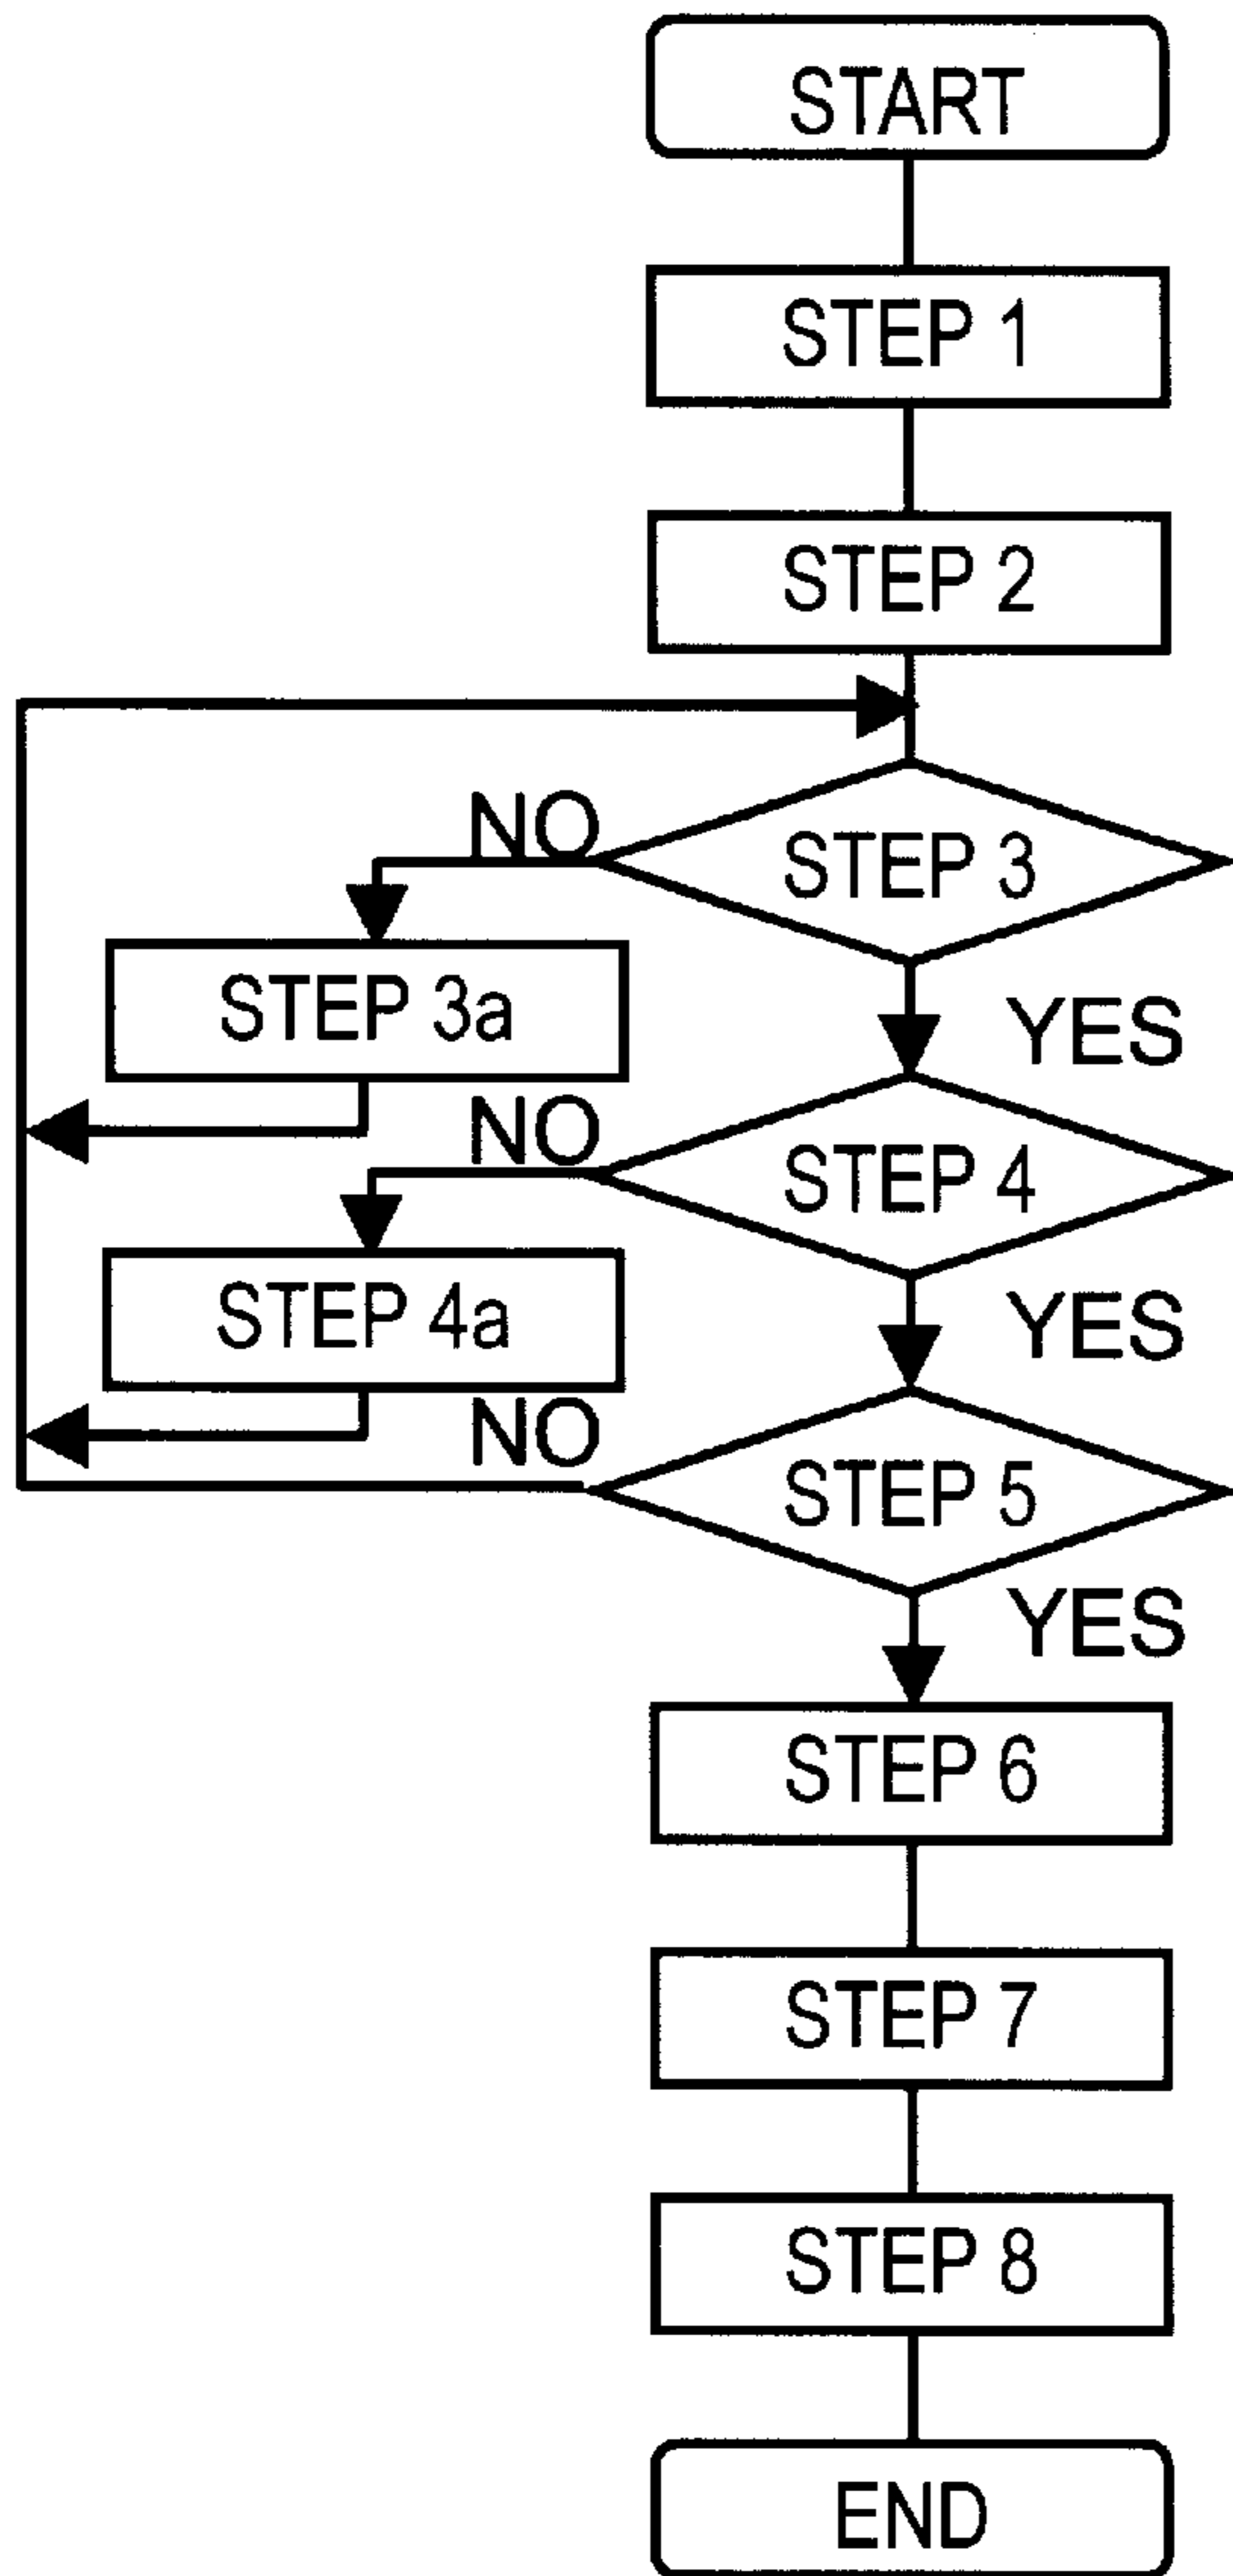 START
STEP 1
STEP 2
NO
STEP 3
STEP 3a
YES
NO
STEP 4
STEP 4a
YES
NO
STEP 5
YES
STEP 6
STEP 7
STEP 8
END